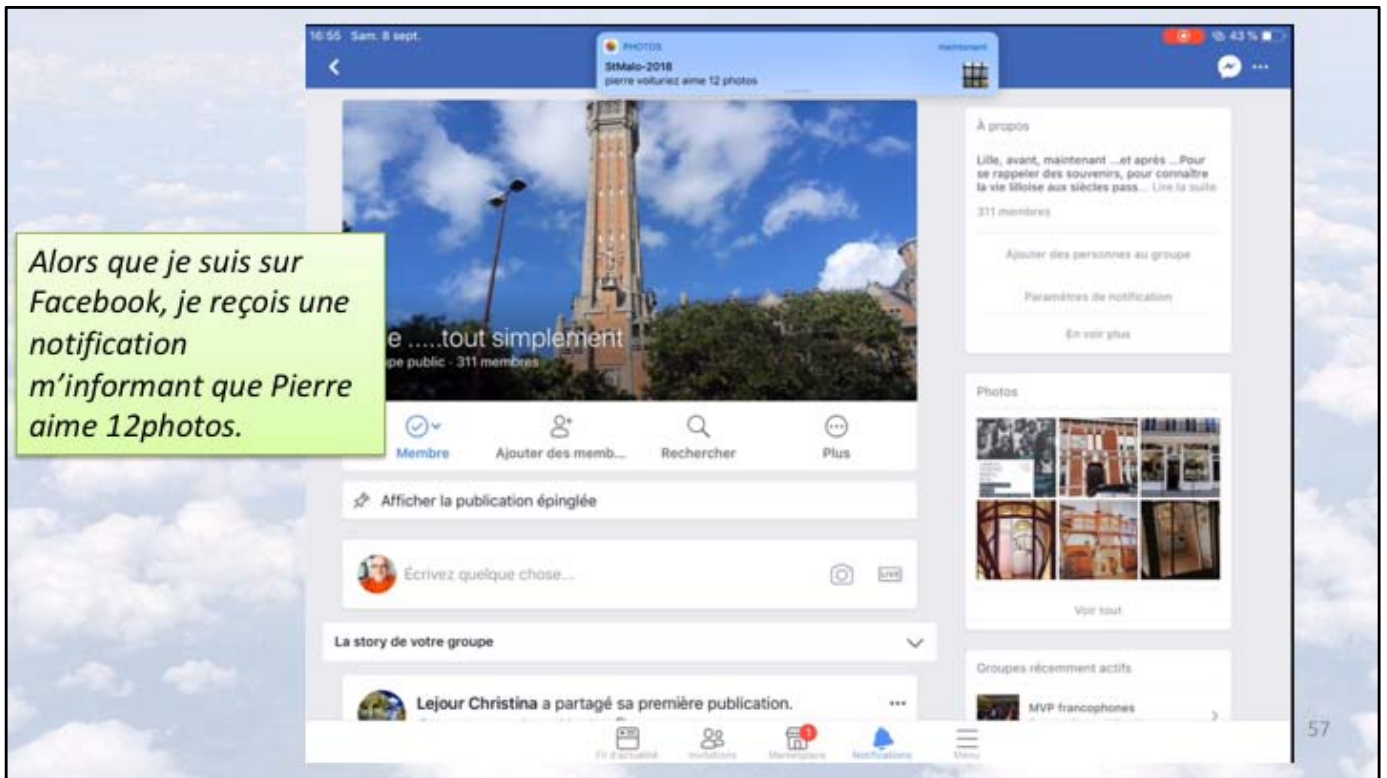 16:55 Sam. 8 sept.
43 %
PHOTOS
maintenant
StMalo-2018
pierre voituriez aime 12 photos
Alors que je suis sur
Facebook, je reçois une
notification
m’informant que Pierre
aime 12photos.
e .....tout simplement
pe public - 311 membres
Membre
Ajouter des memb...
Rechercher
Plus
Afficher la publication épinglée
Écrivez quelque chose...
LIVE
La story de votre groupe
Lejour Christina a partagé sa première publication.
À propos
Lille, avant, maintenant ...et après ...Pour
se rappeler des souvenirs, pour connaître
la vie lilloise aux siècles pass... Lire la suite
311 membres
Ajouter des personnes au groupe
Paramètres de notification
En voir plus
Photos
Voir tout
Groupes récemment actifs
MVP francophones
Fil d'actualité
Invitations
1
Marketplace
Notifications
Menu
57